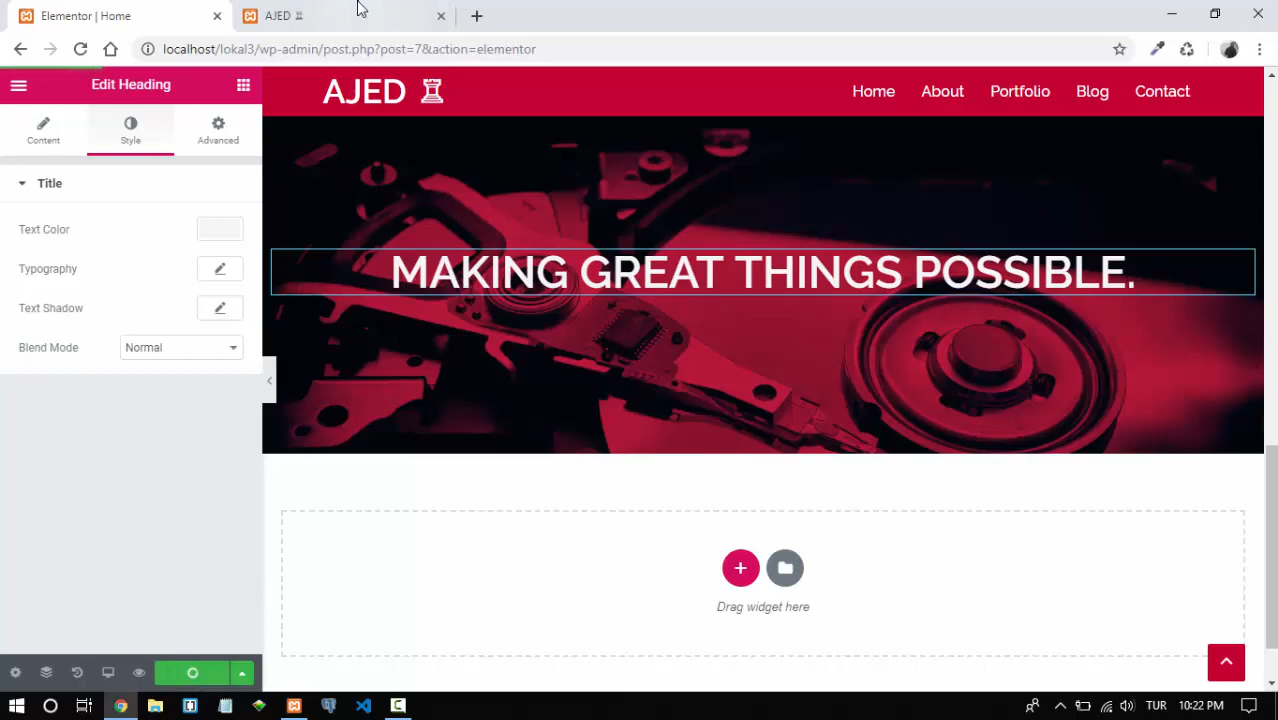 Elementor | Home
AJED ♖
localhost/lokal3/wp-admin/post.php?post=7&action=elementor
Edit Heading
Content
Style
Advanced
Title
Text Color
Typography
Text Shadow
Blend Mode
Normal
AJED ♖
Home
About
Portfolio
Blog
Contact
MAKING GREAT THINGS POSSIBLE.
Drag widget here
TUR
10:22 PM